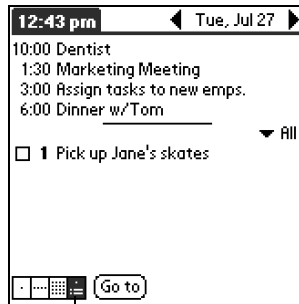 12:43 pm Tue, Jul 27
10:00 Dentist
1:30 Marketing Meeting
3:00 Assign tasks to new emps.
6:00 Dinner w/Tom
All
1 Pick up Jane's skates
Go to